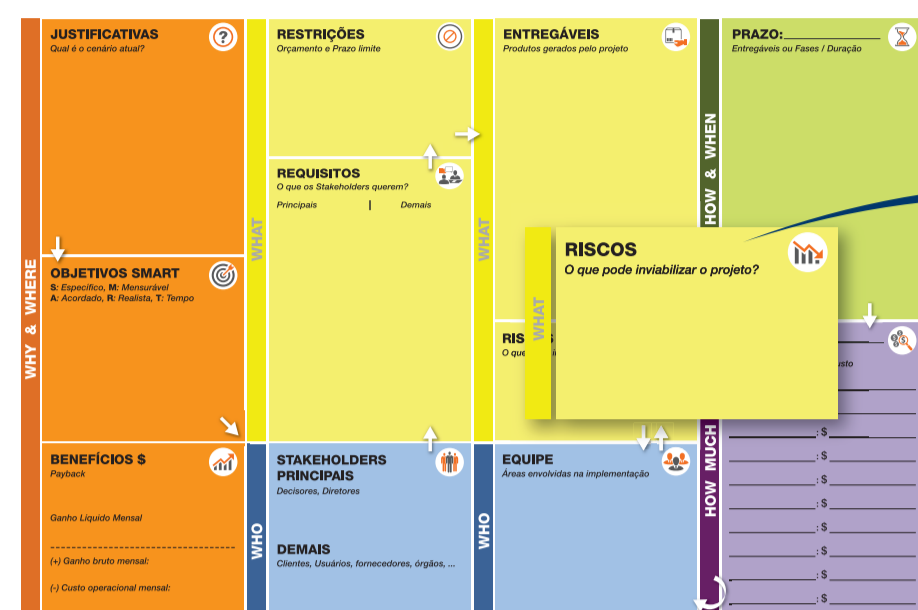 WHY & WHERE
JUSTIFICATIVAS
Qual é o cenário atual?
OBJETIVOS SMART
S: Específico, M: Mensurável
A: Acordado, R: Realista, T: Tempo
BENEFÍCIOS $
Payback
Ganho Líquido Mensal
(+) Ganho bruto mensal:
(-) Custo operacional mensal:
WHAT
RESTRIÇÕES
Orçamento e Prazo limite
REQUISITOS
O que os Stakeholders querem?
Principais | Demais
WHO
STAKEHOLDERS
PRINCIPAIS
Decisores, Diretores
DEMAIS
Clientes, Usuários, fornecedores, órgãos, ...
WHAT
ENTREGÁVEIS
Produtos gerados pelo projeto
RIS
O que
WHAT
RISCOS
O que pode inviabilizar o projeto?
WHO
EQUIPE
Áreas envolvidas na implementação
HOW & WHEN
PRAZO:
Entregáveis ou Fases / Duração
HOW MUCH
: $
: $
: $
: $
: $
: $
: $
: $